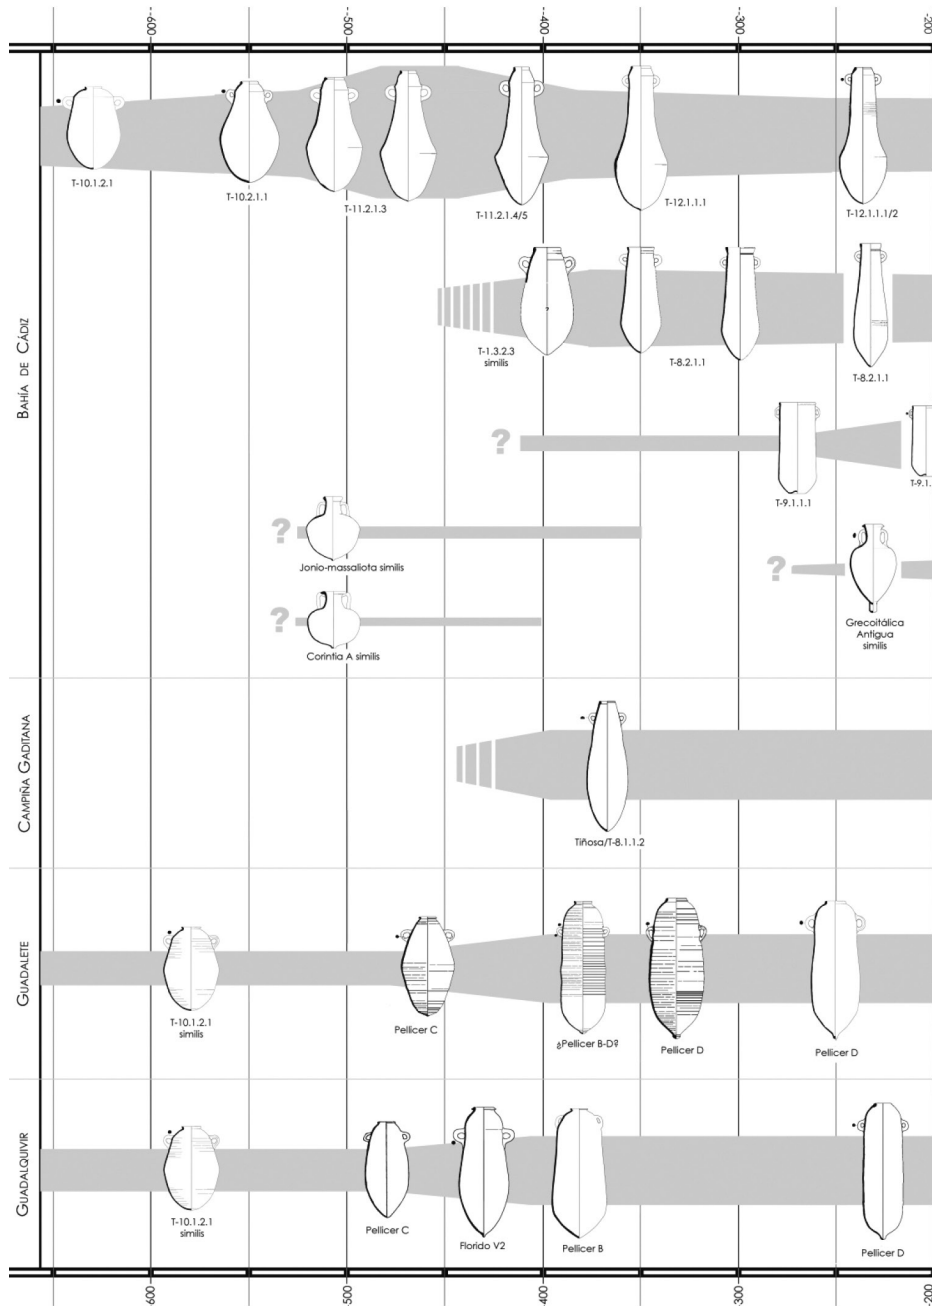 -600
-500
-400
-300
-200
BAHÍA DE CÁDIZ
T-10.1.2.1
T-10.2.1.1
T-11.2.1.3
T-11.2.1.4/5
T-12.1.1.1
T-12.1.1.1/2
?
T-1.3.2.3
similis
T-8.2.1.1
T-8.2.1.1
?
T-9.1.1.1
T-9.1.
?
Jonio-massaliota similis
?
Grecoitálica
Antigua
similis
?
Corintia A similis
CAMPIÑA GADITANA
Tiñosa/T-8.1.1.2
GUADALETE
T-10.1.2.1
similis
Pellicer C
¿Pellicer B-D?
Pellicer D
Pellicer D
GUADALQUIVIR
T-10.1.2.1
similis
Pellicer C
Florido V2
Pellicer B
Pellicer D
-600
-500
-400
-300
-200